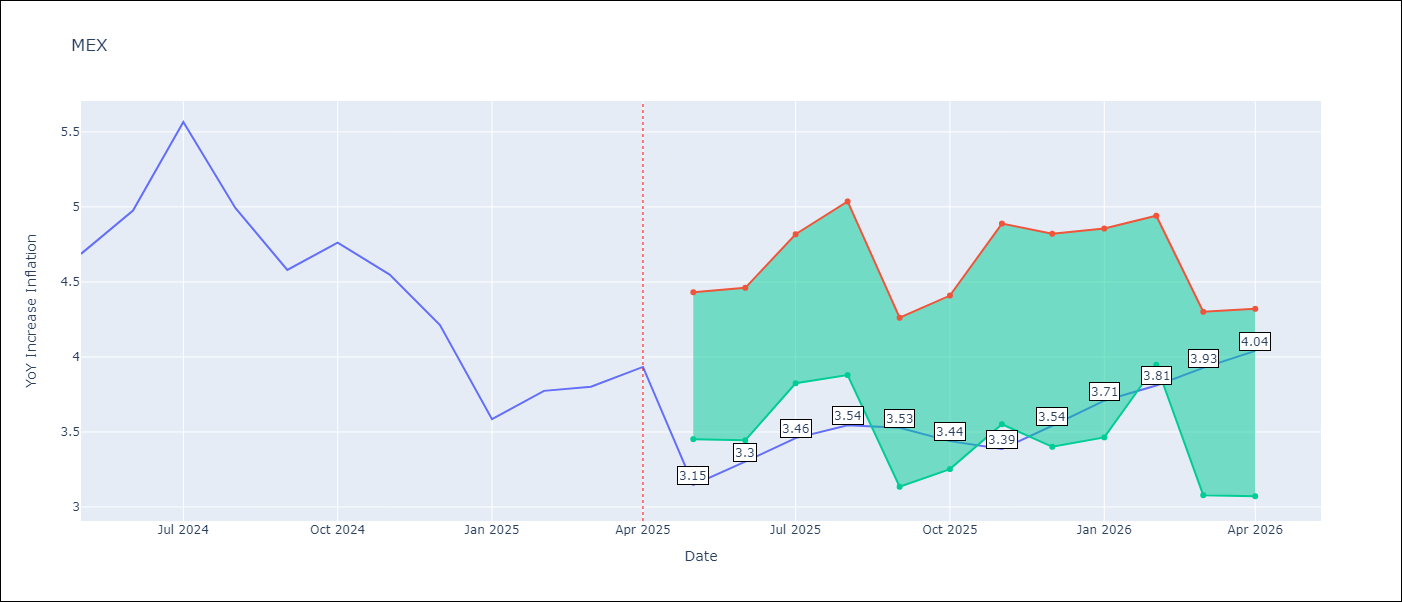 MEX
YoY Increase Inflation
5.5
5
4.5
4
3.5
3
3.15
3.3
3.46
3.54
3.53
3.44
3.39
3.54
3.71
3.81
3.93
4.04
Jul 2024
Oct 2024
Jan 2025
Apr 2025
Jul 2025
Oct 2025
Jan 2026
Apr 2026
Date